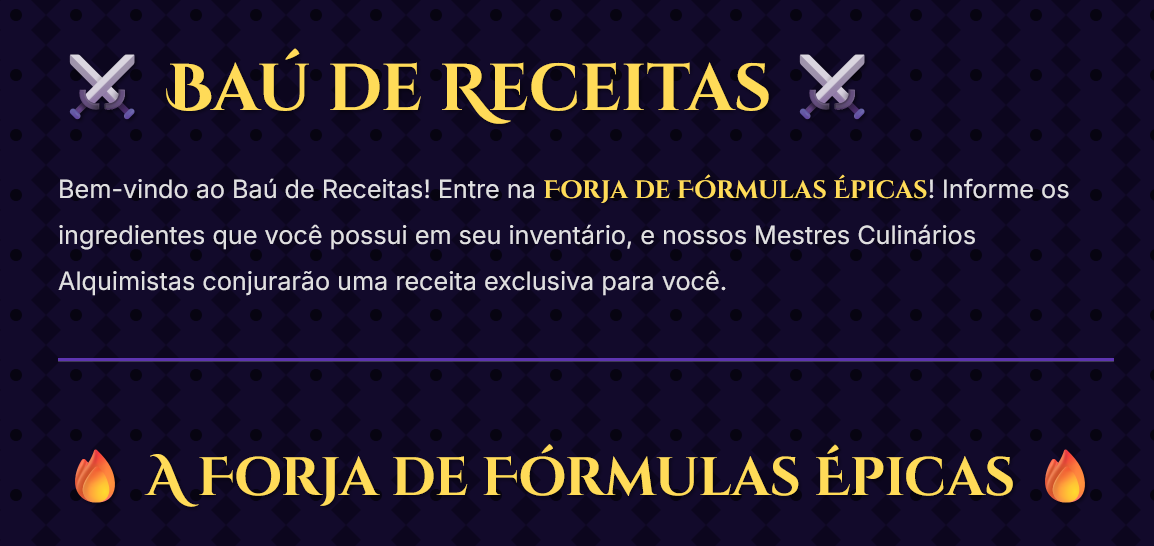 ⚔️ BAÚ DE RECEITAS ⚔️
Bem-vindo ao Baú de Receitas! Entre na FORJA DE FÓRMULAS ÉPICAS! Informe os
ingredientes que você possui em seu inventário, e nossos Mestres Culinários
Alquimistas conjurarão uma receita exclusiva para você.
🔥 A FORJA DE FÓRMULAS ÉPICAS 🔥